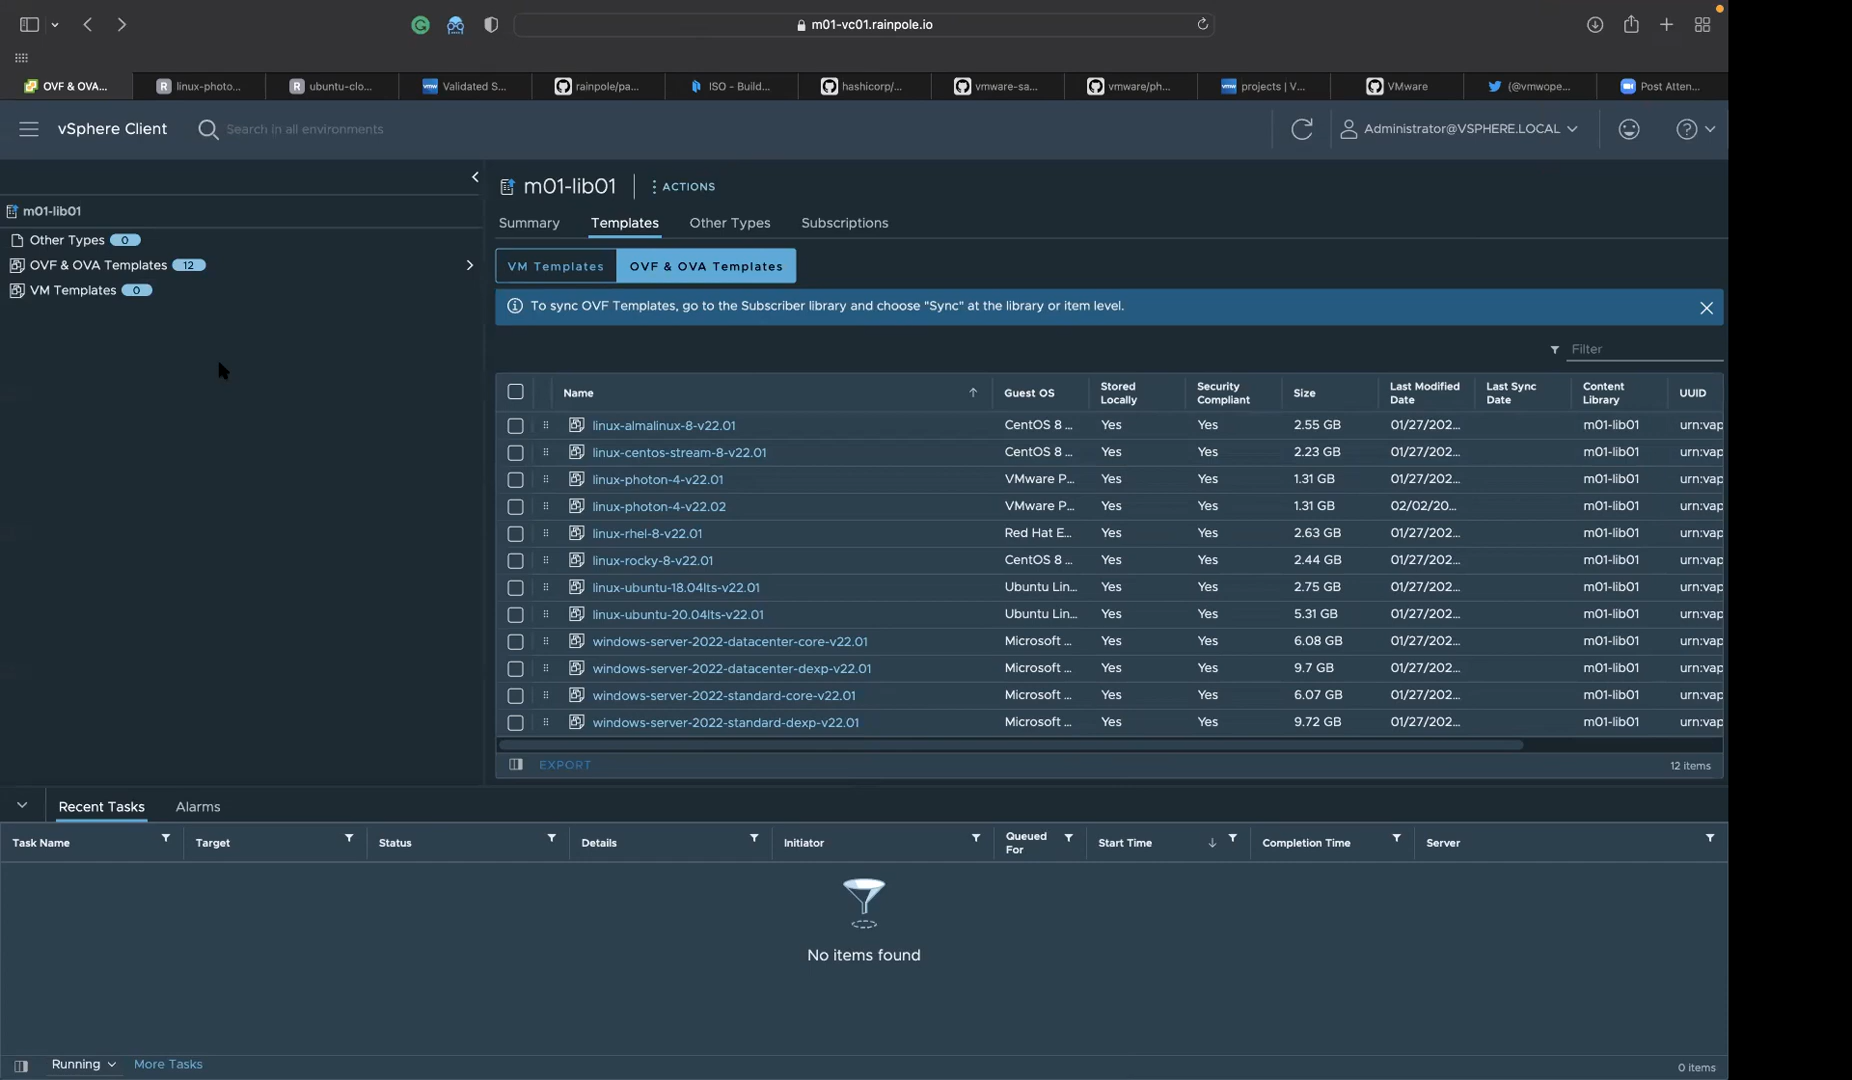 m01-vc01.rainpole.io
OVF & OVA...
linux-photo...
ubuntu-clo...
Validated S...
rainpole/pa...
ISO - Build...
hashicorp/...
vmware-sa...
vmware/ph...
projects | V...
VMware
(@vmwope...
Post Atten...
vSphere Client
Search in all environments
Administrator@VSPHERE.LOCAL
m01-lib01
Other Types 0
OVF & OVA Templates 12
VM Templates 0
m01-lib01
ACTIONS
Summary Templates Other Types Subscriptions
VM Templates OVF & OVA Templates
To sync OVF Templates, go to the Subscriber library and choose "Sync" at the library or item level.
Filter
Name Guest OS Stored Locally Security Compliant Size Last Modified Date Last Sync Date Content Library UUID
linux-almalinux-8-v22.01 CentOS 8 ... Yes Yes 2.55 GB 01/27/202... m01-lib01 urn:vap
linux-centos-stream-8-v22.01 CentOS 8 ... Yes Yes 2.23 GB 01/27/202... m01-lib01 urn:vap
linux-photon-4-v22.01 VMware P... Yes Yes 1.31 GB 01/27/202... m01-lib01 urn:vap
linux-photon-4-v22.02 VMware P... Yes Yes 1.31 GB 02/02/20... m01-lib01 urn:vap
linux-rhel-8-v22.01 Red Hat E... Yes Yes 2.63 GB 01/27/202... m01-lib01 urn:vap
linux-rocky-8-v22.01 CentOS 8 ... Yes Yes 2.44 GB 01/27/202... m01-lib01 urn:vap
linux-ubuntu-18.04lts-v22.01 Ubuntu Lin... Yes Yes 2.75 GB 01/27/202... m01-lib01 urn:vap
linux-ubuntu-20.04lts-v22.01 Ubuntu Lin... Yes Yes 5.31 GB 01/27/202... m01-lib01 urn:vap
windows-server-2022-datacenter-core-v22.01 Microsoft ... Yes Yes 6.08 GB 01/27/202... m01-lib01 urn:vap
windows-server-2022-datacenter-dexp-v22.01 Microsoft ... Yes Yes 9.7 GB 01/27/202... m01-lib01 urn:vap
windows-server-2022-standard-core-v22.01 Microsoft ... Yes Yes 6.07 GB 01/27/202... m01-lib01 urn:vap
windows-server-2022-standard-dexp-v22.01 Microsoft ... Yes Yes 9.72 GB 01/27/202... m01-lib01 urn:vap
EXPORT 12 items
Recent Tasks Alarms
Task Name Target Status Details Initiator Queued For Start Time Completion Time Server
No items found
Running More Tasks 0 items